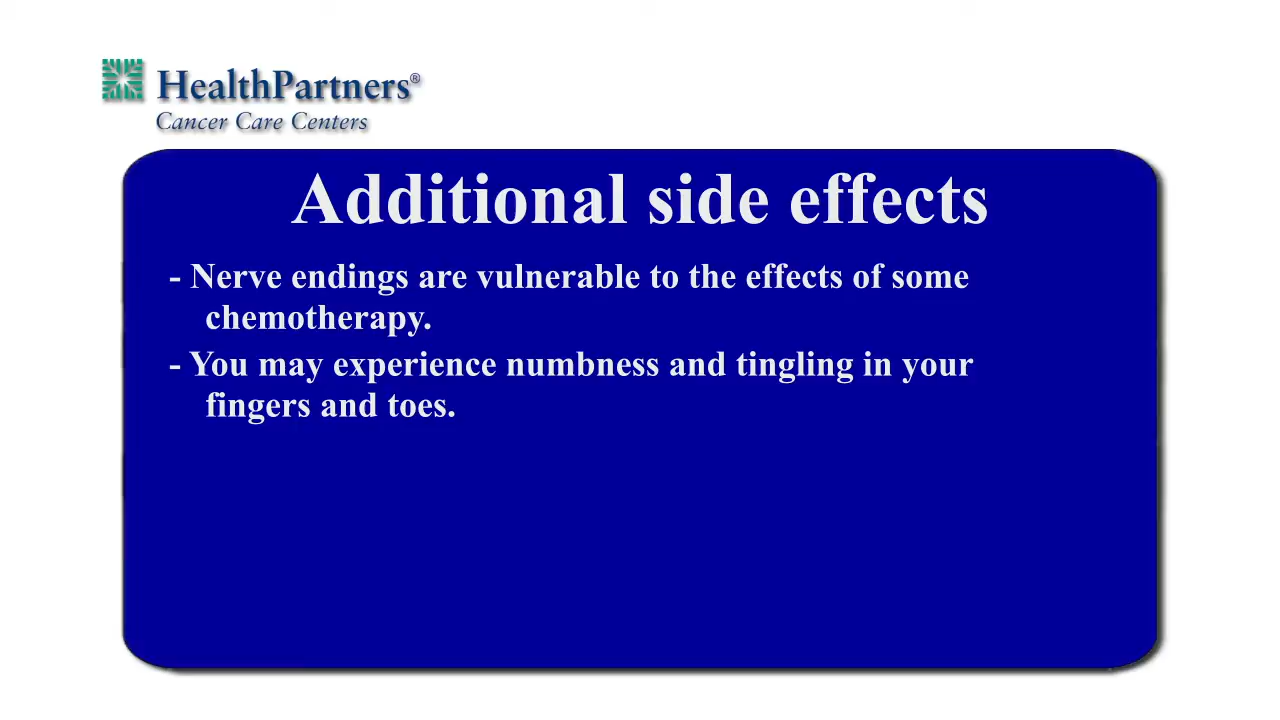 HealthPartners®
Cancer Care Centers
Additional side effects
- Nerve endings are vulnerable to the effects of some
chemotherapy.
- You may experience numbness and tingling in your
fingers and toes.